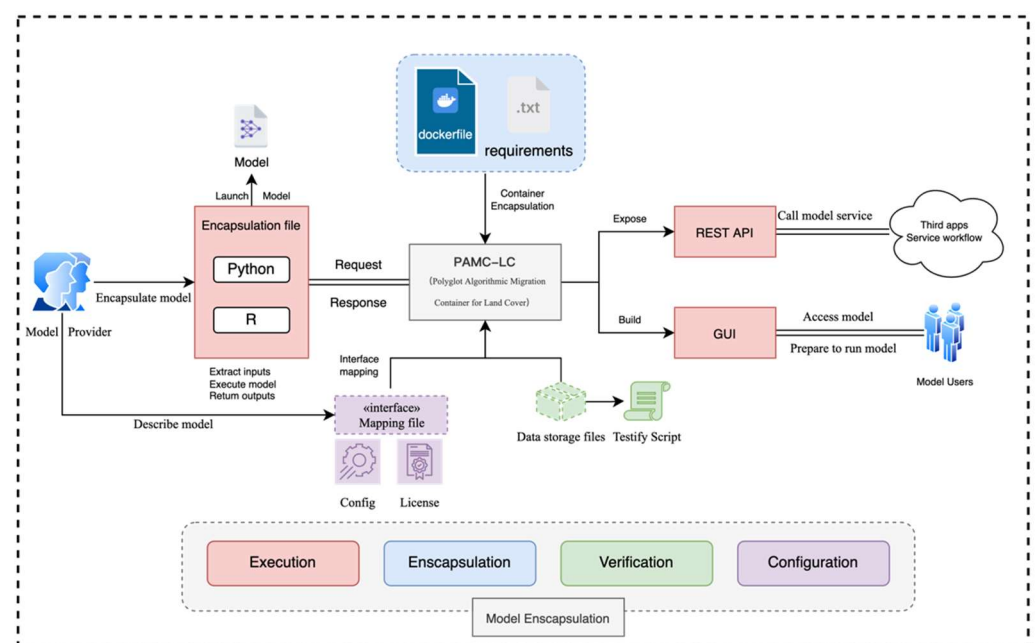 dockerfile
.txt
requirements
Model
Launch Model
Container
Encapsulation
Encapsulation file
Python
R
Encapsulate model
Model Provider
Request
Response
PAMC-LC
(Polyglot Algorithmic Migration
Container for Land Cover)
Expose
REST API
Call model service
Third apps
Service workflow
Build
GUI
Access model
Prepare to run model
Model Users
Extract inputs
Execute model
Return outputs
Interface
mapping
Describe model
«interface»
Mapping file
Config
License
Data storage files
Testify Script
Execution
Enscapsulation
Verification
Configuration
Model Enscapsulation